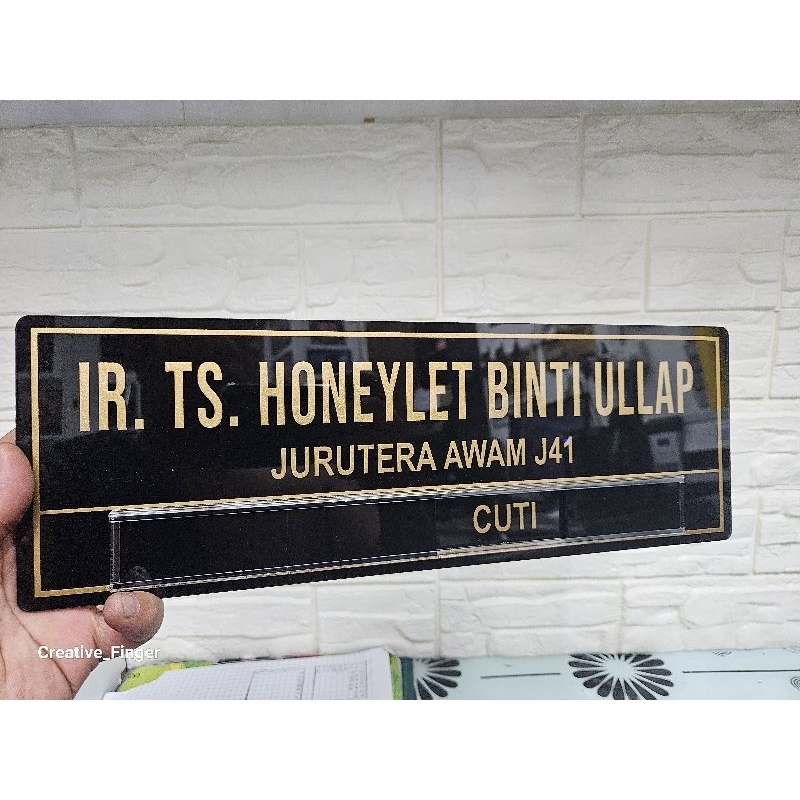 IR. TS. HONEYLET BINTI ULLAP
JURUTERA AWAM J41
CUTI
Creative_Finger